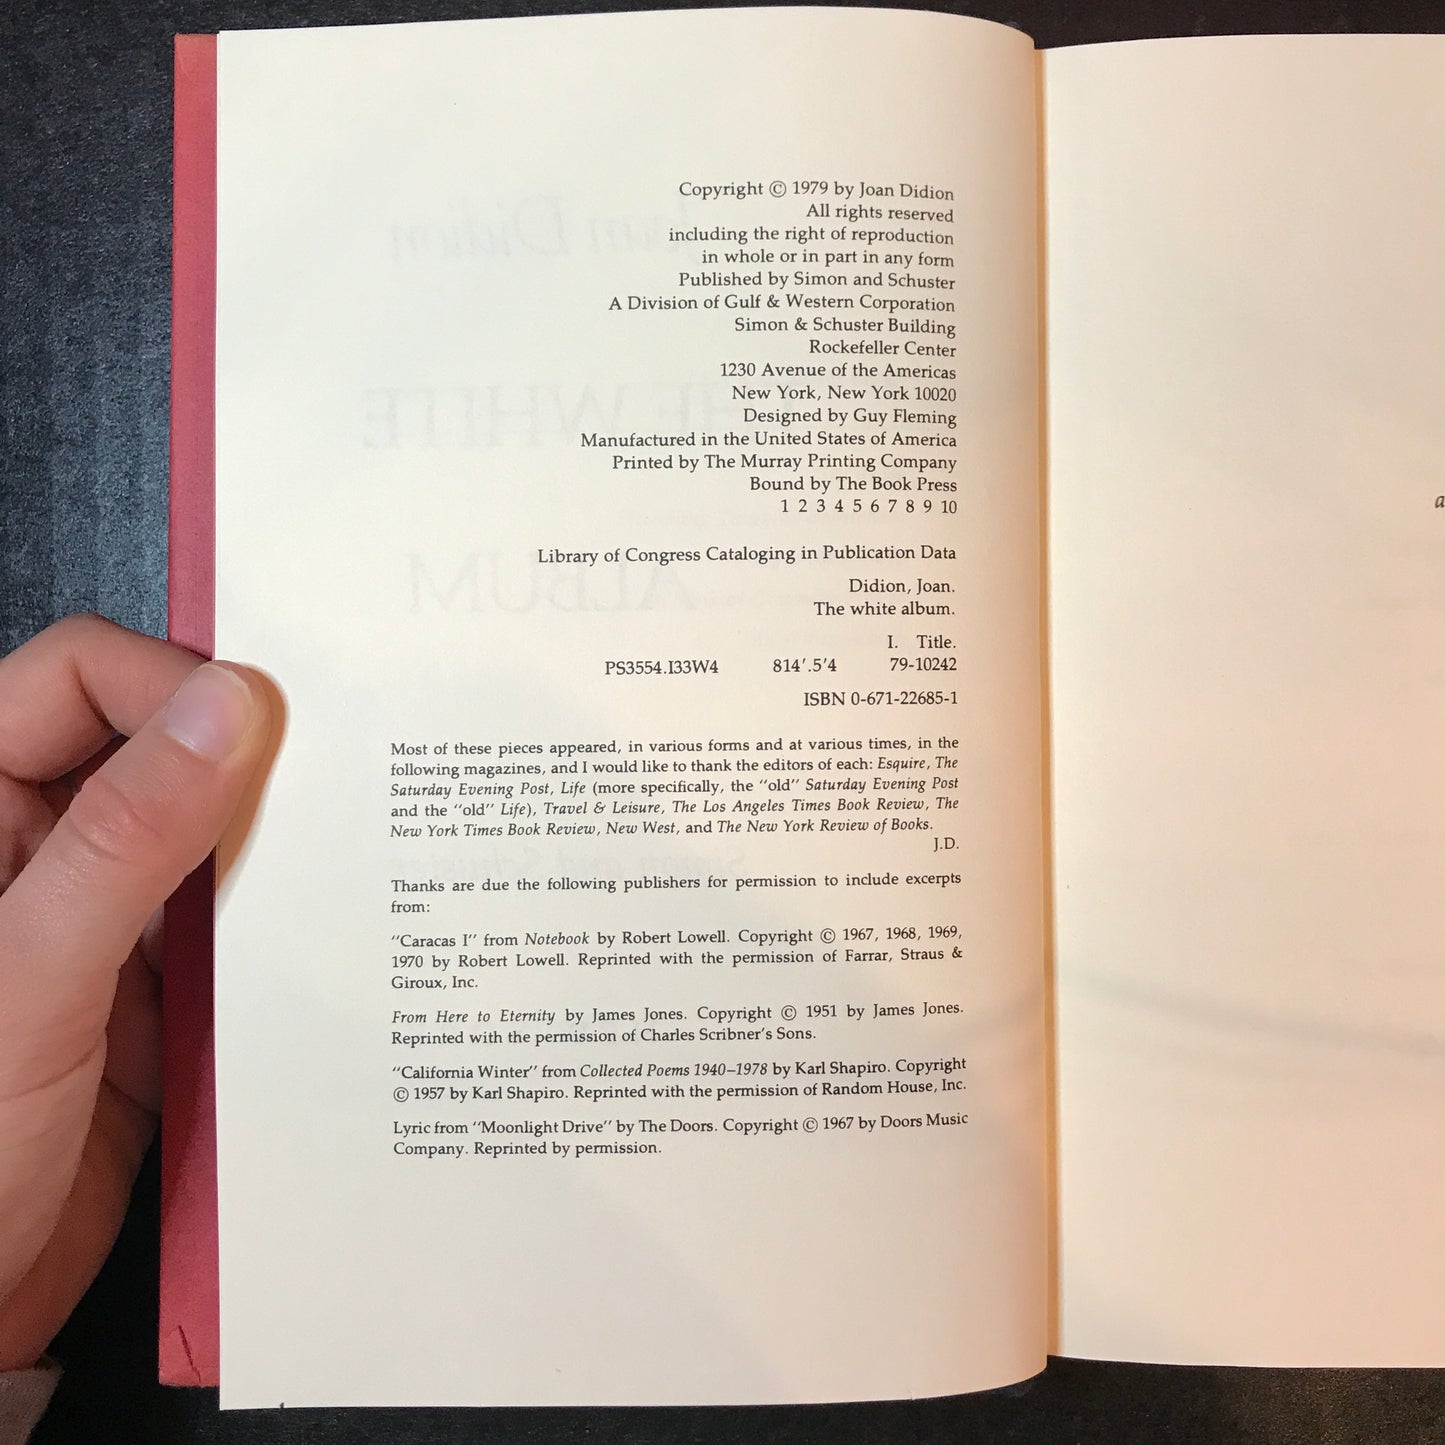 Copyright © 1979 by Joan Didion
All rights reserved
including the right of reproduction
in whole or in part in any form
Published by Simon and Schuster
A Division of Gulf & Western Corporation
Simon & Schuster Building
Rockefeller Center
1230 Avenue of the Americas
New York, New York 10020
Designed by Guy Fleming
Manufactured in the United States of America
Printed by The Murray Printing Company
Bound by The Book Press
1 2 3 4 5 6 7 8 9 10
Library of Congress Cataloging in Publication Data
Didion, Joan.
The white album.
I. Title.
PS3554.I33W4 814'.5'4 79-10242
ISBN 0-671-22685-1
Most of these pieces appeared, in various forms and at various times, in the
following magazines, and I would like to thank the editors of each: Esquire, The
Saturday Evening Post, Life (more specifically, the "old" Saturday Evening Post
and the "old" Life), Travel & Leisure, The Los Angeles Times Book Review, The
New York Times Book Review, New West, and The New York Review of Books.
J.D.
Thanks are due the following publishers for permission to include excerpts
from:
"Caracas I" from Notebook by Robert Lowell. Copyright © 1967, 1968, 1969,
1970 by Robert Lowell. Reprinted with the permission of Farrar, Straus &
Giroux, Inc.
From Here to Eternity by James Jones. Copyright © 1951 by James Jones.
Reprinted with the permission of Charles Scribner's Sons.
"California Winter" from Collected Poems 1940–1978 by Karl Shapiro. Copyright
© 1957 by Karl Shapiro. Reprinted with the permission of Random House, Inc.
Lyric from "Moonlight Drive" by The Doors. Copyright © 1967 by Doors Music
Company. Reprinted by permission.